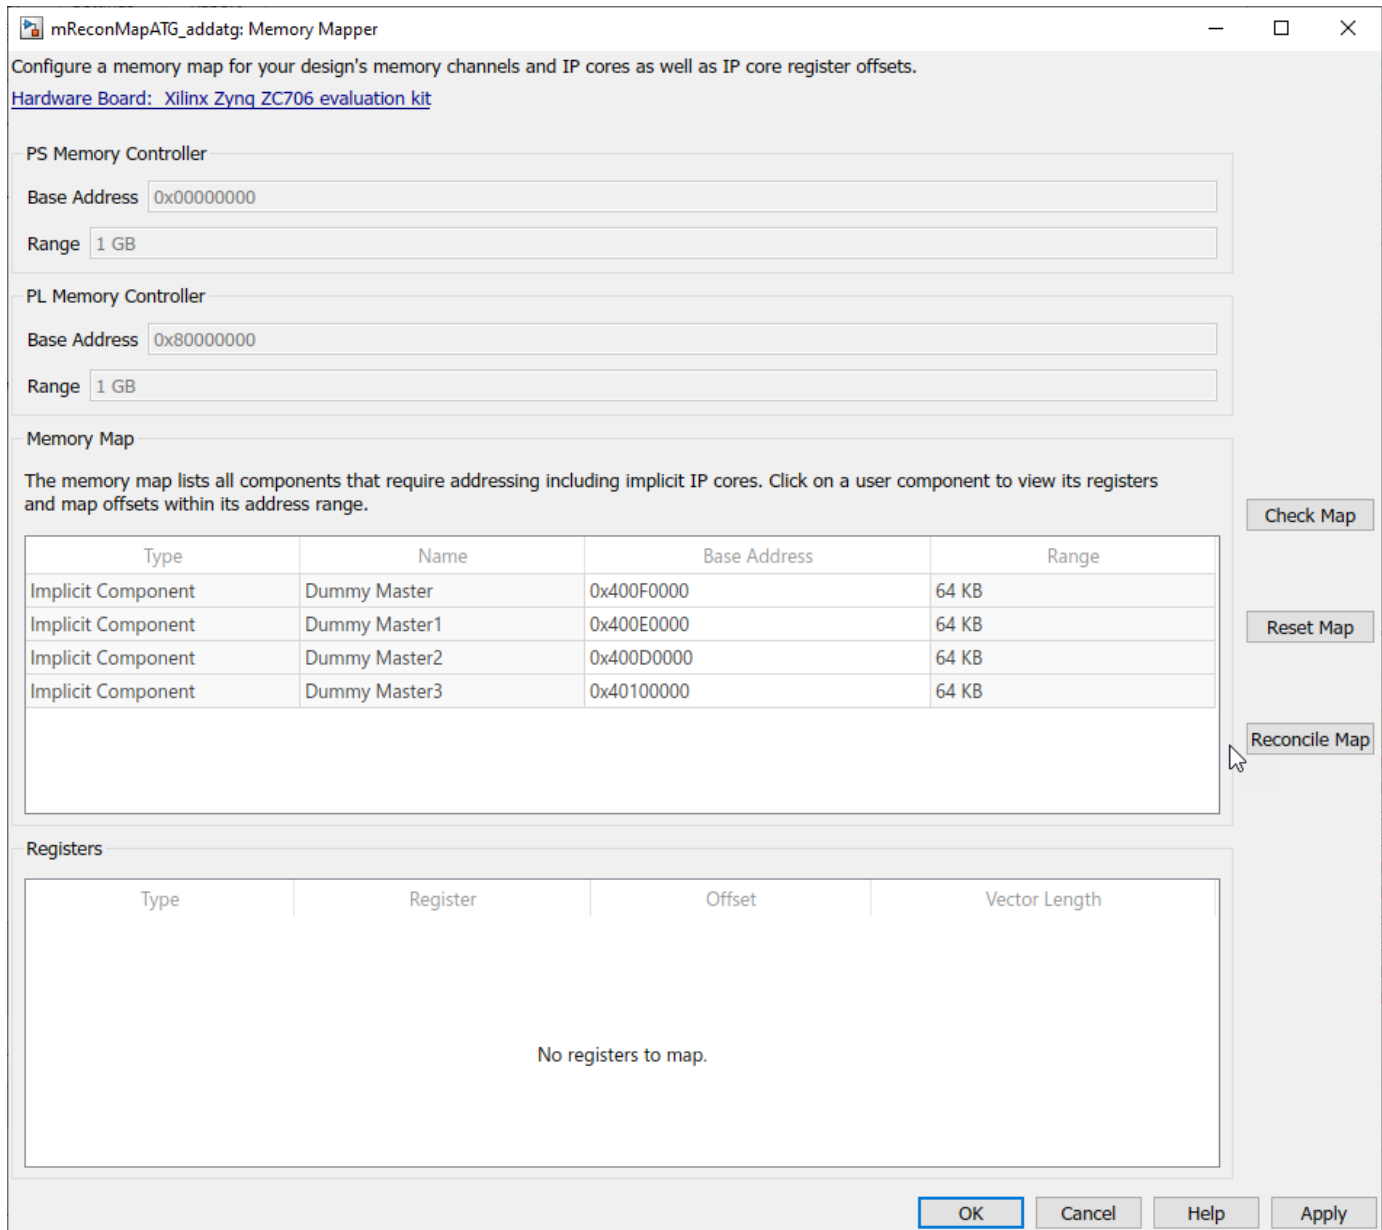 mReconMapATG_addatg: Memory Mapper
Configure a memory map for your design's memory channels and IP cores as well as IP core register offsets.
Hardware Board: Xilinx Zynq ZC706 evaluation kit
PS Memory Controller
Base Address 0x00000000
Range 1 GB
PL Memory Controller
Base Address 0x80000000
Range 1 GB
Memory Map
The memory map lists all components that require addressing including implicit IP cores. Click on a user component to view its registers
and map offsets within its address range.
Type Name Base Address Range
Implicit Component Dummy Master 0x400F0000 64 KB
Implicit Component Dummy Master1 0x400E0000 64 KB
Implicit Component Dummy Master2 0x400D0000 64 KB
Implicit Component Dummy Master3 0x40100000 64 KB
Check Map
Reset Map
Reconcile Map
Registers
Type Register Offset Vector Length
No registers to map.
OK Cancel Help Apply